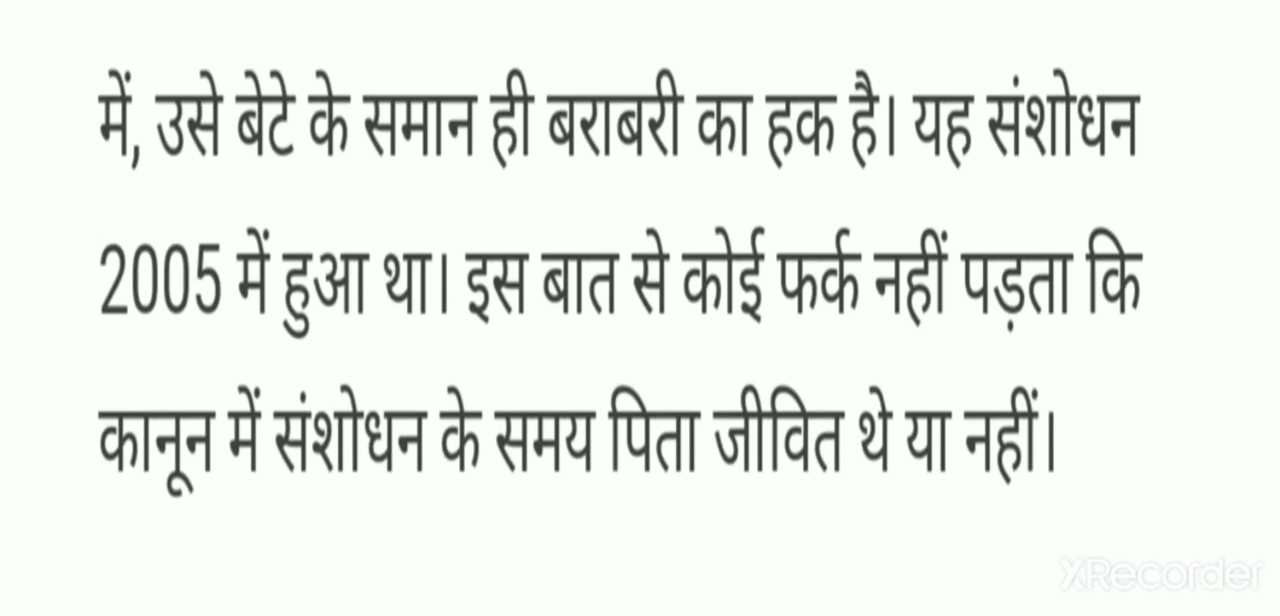 में, उसे बेटे के समान ही बराबरी का हक है। यह संशोधन
2005 में हुआ था। इस बात से कोई फर्क नहीं पड़ता कि
कानून में संशोधन के समय पिता जीवित थे या नहीं।
XRecorder